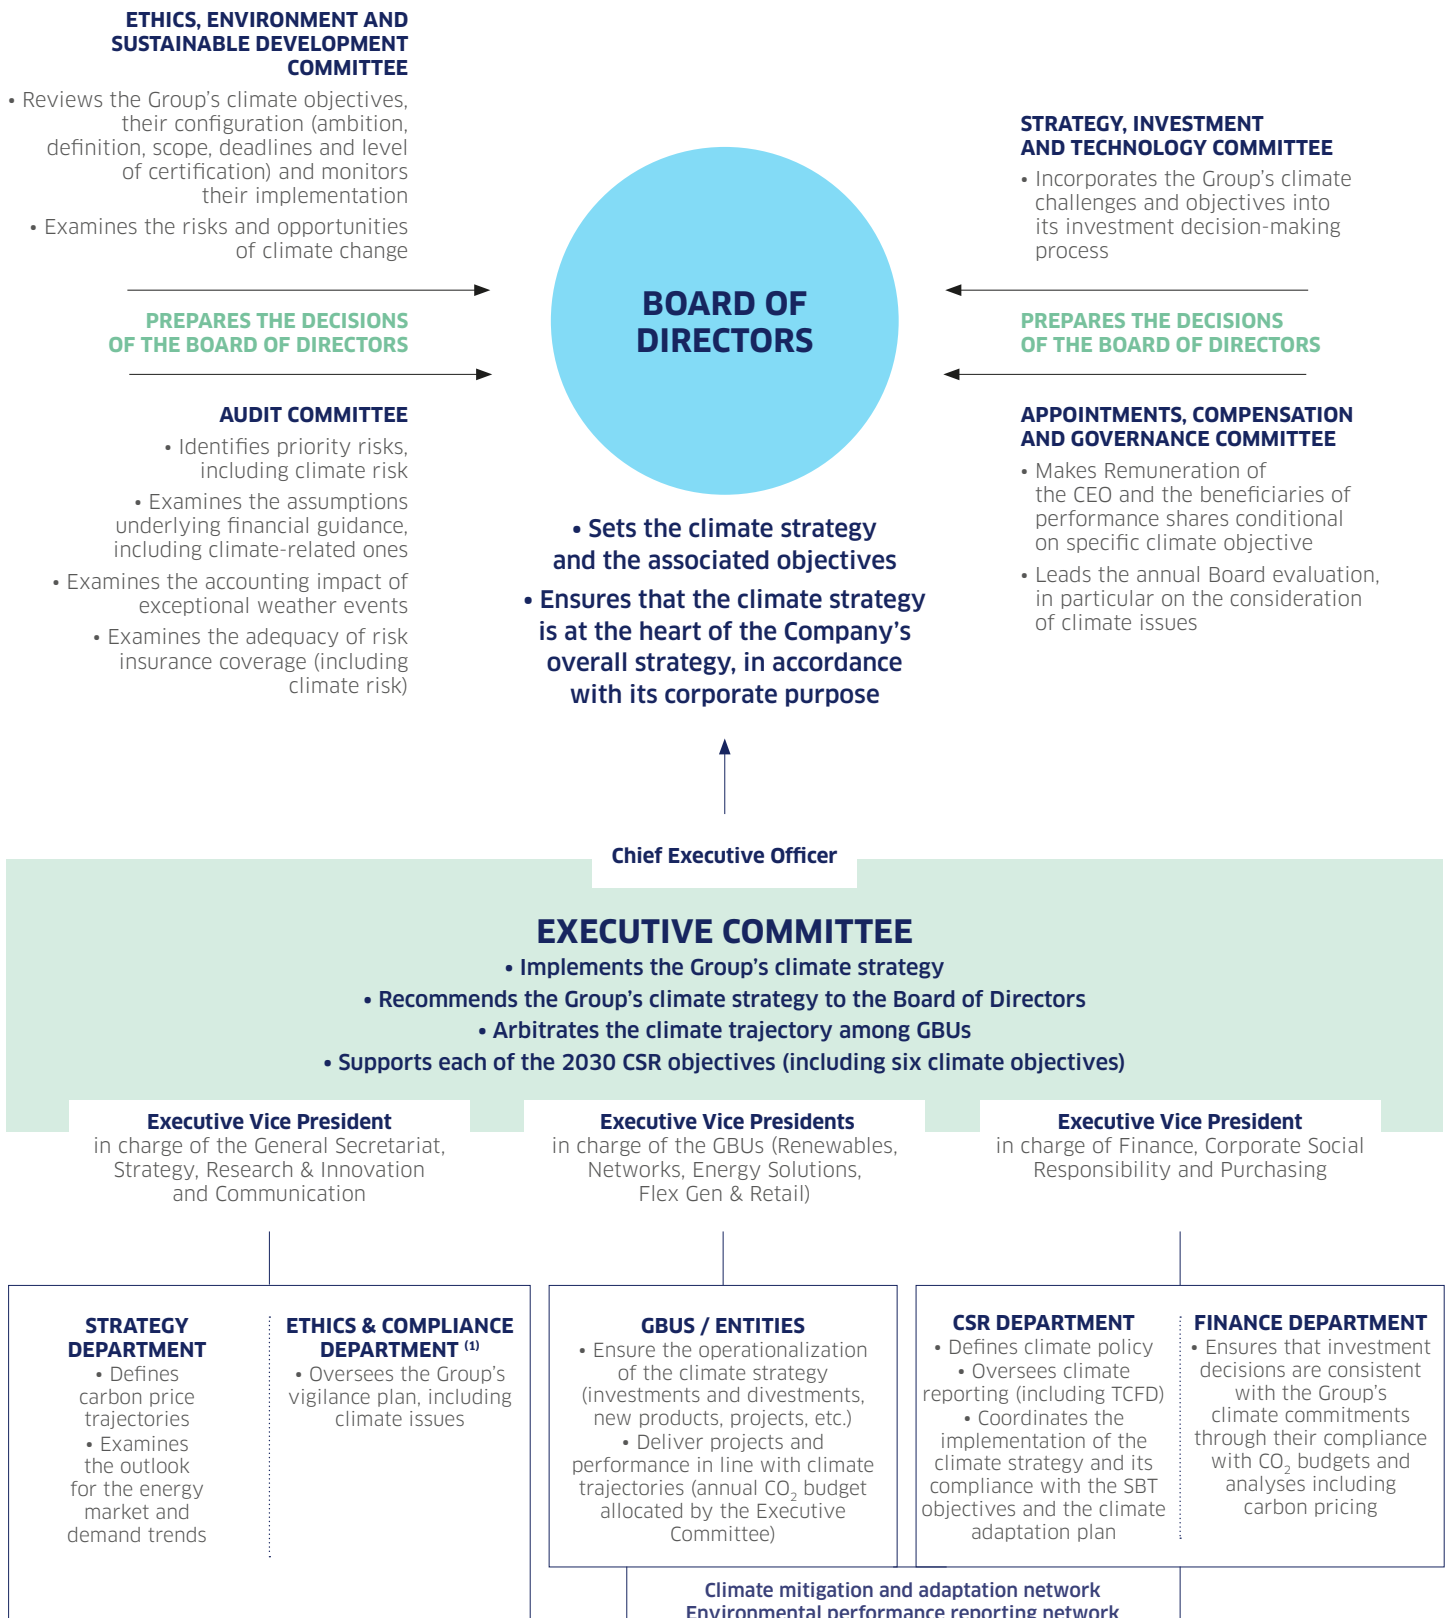 ETHICS, ENVIRONMENT AND
SUSTAINABLE DEVELOPMENT
COMMITTEE
• Reviews the Group's climate objectives,
their configuration (ambition,
definition, scope, deadlines and level
of certification) and monitors
their implementation
• Examines the risks and opportunities
of climate change
PREPARES THE DECISIONS
OF THE BOARD OF DIRECTORS
AUDIT COMMITTEE
• Identifies priority risks,
including climate risk
• Examines the assumptions
underlying financial guidance,
including climate-related ones
• Examines the accounting impact of
exceptional weather events
• Examines the adequacy of risk
insurance coverage (including
climate risk)
BOARD OF
DIRECTORS
• Sets the climate strategy
and the associated objectives
• Ensures that the climate strategy
is at the heart of the Company's
overall strategy, in accordance
with its corporate purpose
STRATEGY, INVESTMENT
AND TECHNOLOGY COMMITTEE
• Incorporates the Group's climate
challenges and objectives into
its investment decision-making
process
PREPARES THE DECISIONS
OF THE BOARD OF DIRECTORS
APPOINTMENTS, COMPENSATION
AND GOVERNANCE COMMITTEE
• Makes Remuneration of
the CEO and the beneficiaries of
performance shares conditional
on specific climate objective
• Leads the annual Board evaluation,
in particular on the consideration
of climate issues
Chief Executive Officer
EXECUTIVE COMMITTEE
• Implements the Group's climate strategy
• Recommends the Group's climate strategy to the Board of Directors
• Arbitrates the climate trajectory among GBUs
• Supports each of the 2030 CSR objectives (including six climate objectives)
Executive Vice President
in charge of the General Secretariat,
Strategy, Research & Innovation
and Communication
Executive Vice Presidents
in charge of the GBUs (Renewables,
Networks, Energy Solutions,
Flex Gen & Retail)
Executive Vice President
in charge of Finance, Corporate Social
Responsibility and Purchasing
STRATEGY
DEPARTMENT
• Defines
carbon price
trajectories
• Examines
the outlook
for the energy
market and
demand trends
ETHICS & COMPLIANCE
DEPARTMENT (1)
• Oversees the Group's
vigilance plan, including
climate issues
GBUS / ENTITIES
• Ensure the operationalization
of the climate strategy
(investments and divestments,
new products, projects, etc.)
• Deliver projects and
performance in line with climate
trajectories (annual CO₂ budget
allocated by the Executive
Committee)
CSR DEPARTMENT
• Defines climate policy
• Oversees climate
reporting (including TCFD)
• Coordinates the
implementation of the
climate strategy and its
compliance with the SBT
objectives and the climate
adaptation plan
FINANCE DEPARTMENT
• Ensures that investment
decisions are consistent
with the Group's
climate commitments
through their compliance
with CO₂ budgets and
analyses including
carbon pricing
Climate mitigation and adaptation network
Environmental performance reporting network